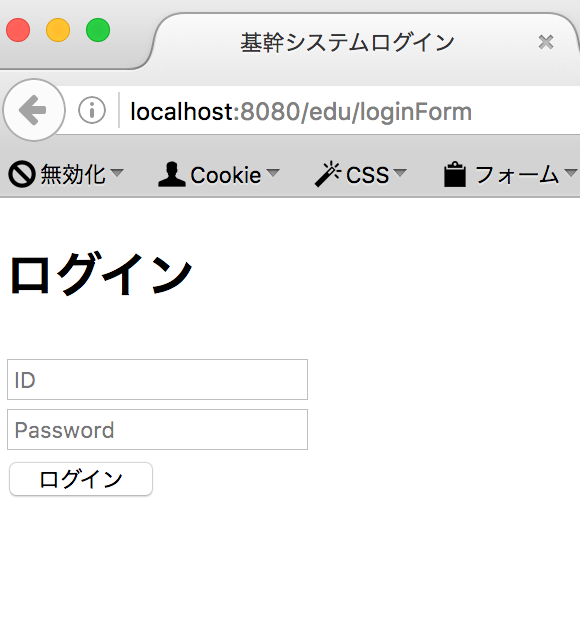 基幹システムログイン
localhost:8080/edu/loginForm
無効化 Cookie CSS フォーム
ログイン
ID
Password
ログイン